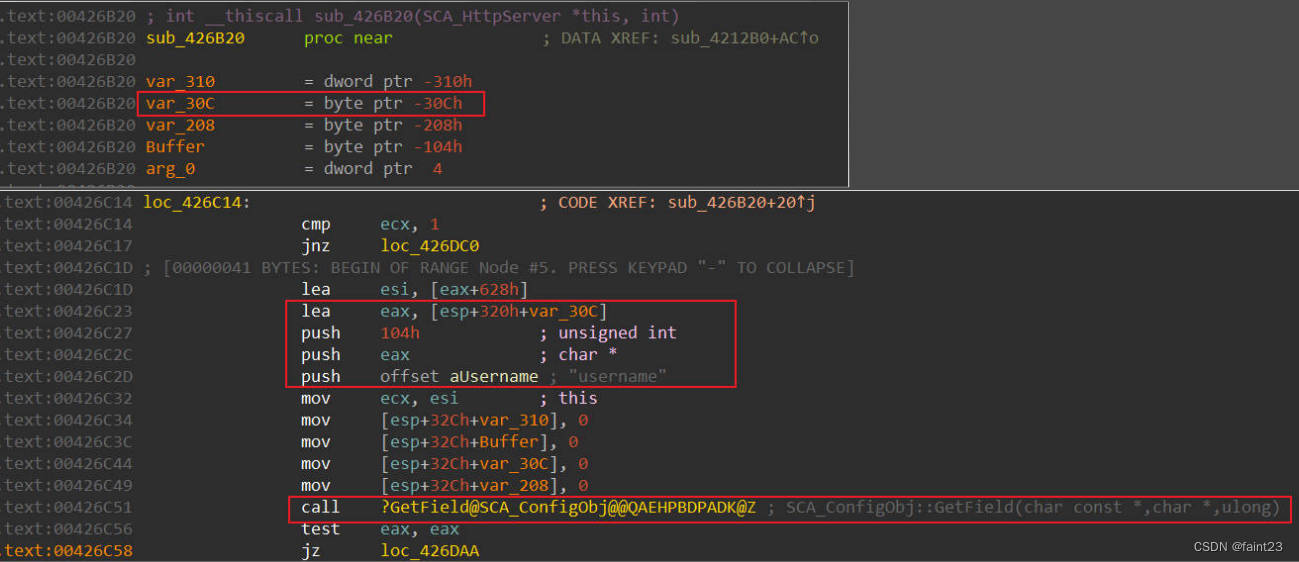 .text:00426B20 ; int __thiscall sub_426B20(SCA_HttpServer *this, int)
.text:00426B20 sub_426B20 proc near ; DATA XREF: sub_4212B0+AC↑o
.text:00426B20
.text:00426B20 var_310 = dword ptr -310h
.text:00426B20 var_30C = byte ptr -30Ch
.text:00426B20 var_208 = byte ptr -208h
.text:00426B20 Buffer = byte ptr -104h
.text:00426B20 arg_0 = dword ptr 4
.text:00426C14 loc_426C14: ; CODE XREF: sub_426B20+20↑j
.text:00426C14 cmp ecx, 1
.text:00426C17 jnz loc_426DC0
.text:00426C1D ; [00000041 BYTES: BEGIN OF RANGE Node #5. PRESS KEYPAD "-" TO COLLAPSE]
.text:00426C1D lea esi, [eax+628h]
.text:00426C23 lea eax, [esp+320h+var_30C]
.text:00426C27 push 104h ; unsigned int
.text:00426C2C push eax ; char *
.text:00426C2D push offset aUsername ; "username"
.text:00426C32 mov ecx, esi ; this
.text:00426C34 mov [esp+32Ch+var_310], 0
.text:00426C3C mov [esp+32Ch+Buffer], 0
.text:00426C44 mov [esp+32Ch+var_30C], 0
.text:00426C49 mov [esp+32Ch+var_208], 0
.text:00426C51 call ?GetField@SCA_ConfigObj@@QAEHPBDPADK@Z ; SCA_ConfigObj::GetField(char const *,char *,ulong)
.text:00426C56 test eax, eax
.text:00426C58 jz loc_426DAA
CSDN @faint23